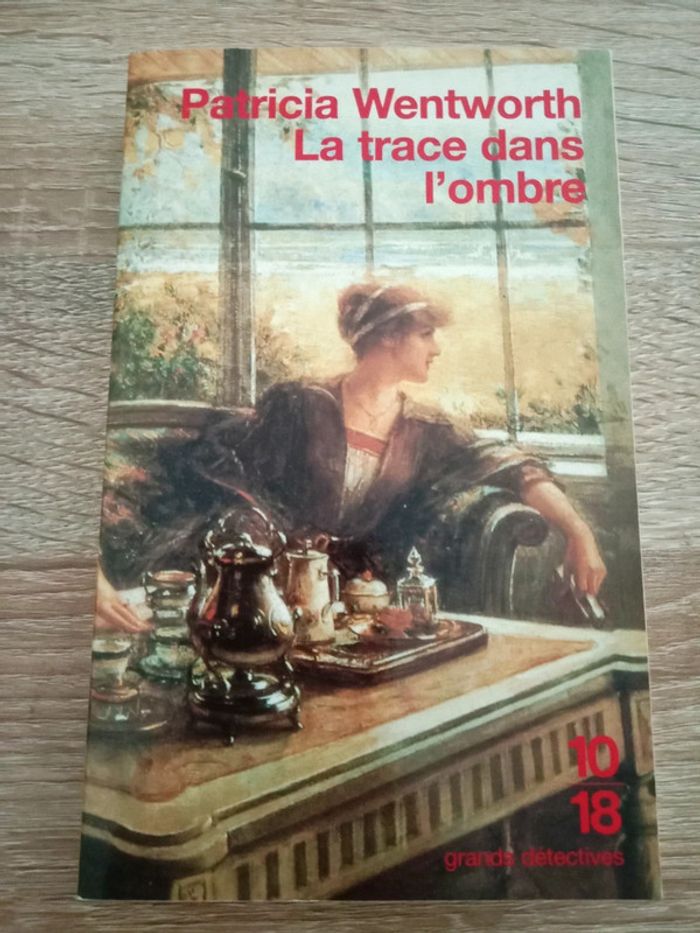 Patricia Wentworth
La trace dans
l'ombre
10
18
grands détectives